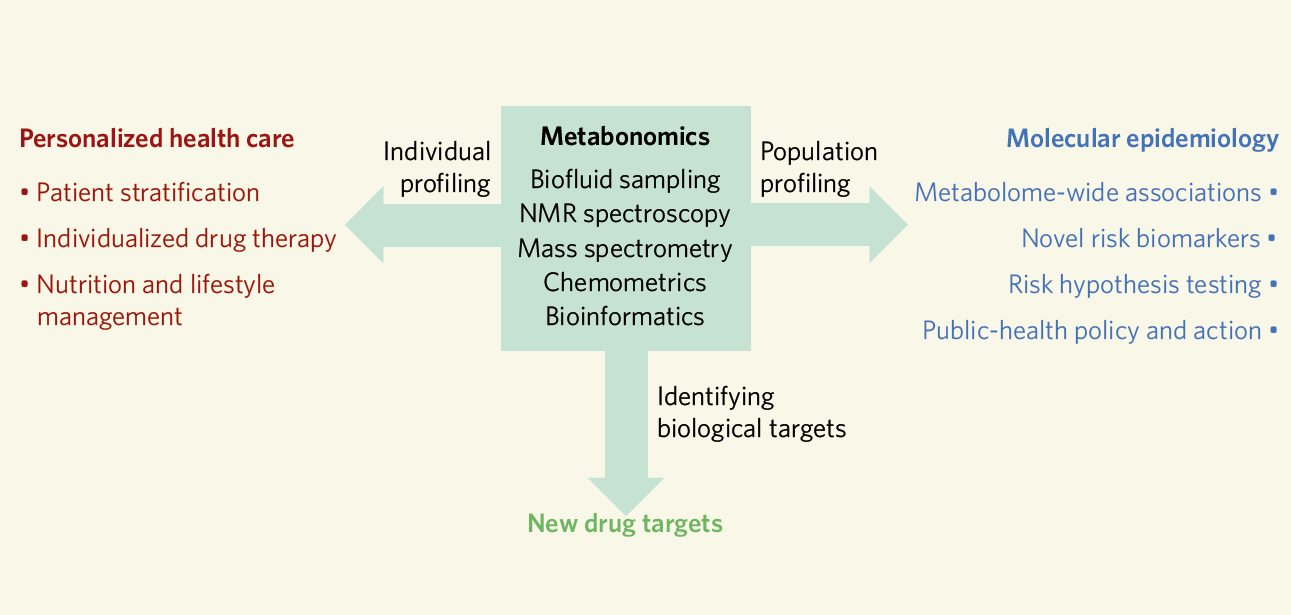 Personalized health care
• Patient stratification
• Individualized drug therapy
• Nutrition and lifestyle
management
Individual
profiling
Metabonomics
Biofluid sampling
NMR spectroscopy
Mass spectrometry
Chemometrics
Bioinformatics
Population
profiling
Molecular epidemiology
Metabolome-wide associations •
Novel risk biomarkers •
Risk hypothesis testing •
Public-health policy and action •
Identifying
biological targets
New drug targets